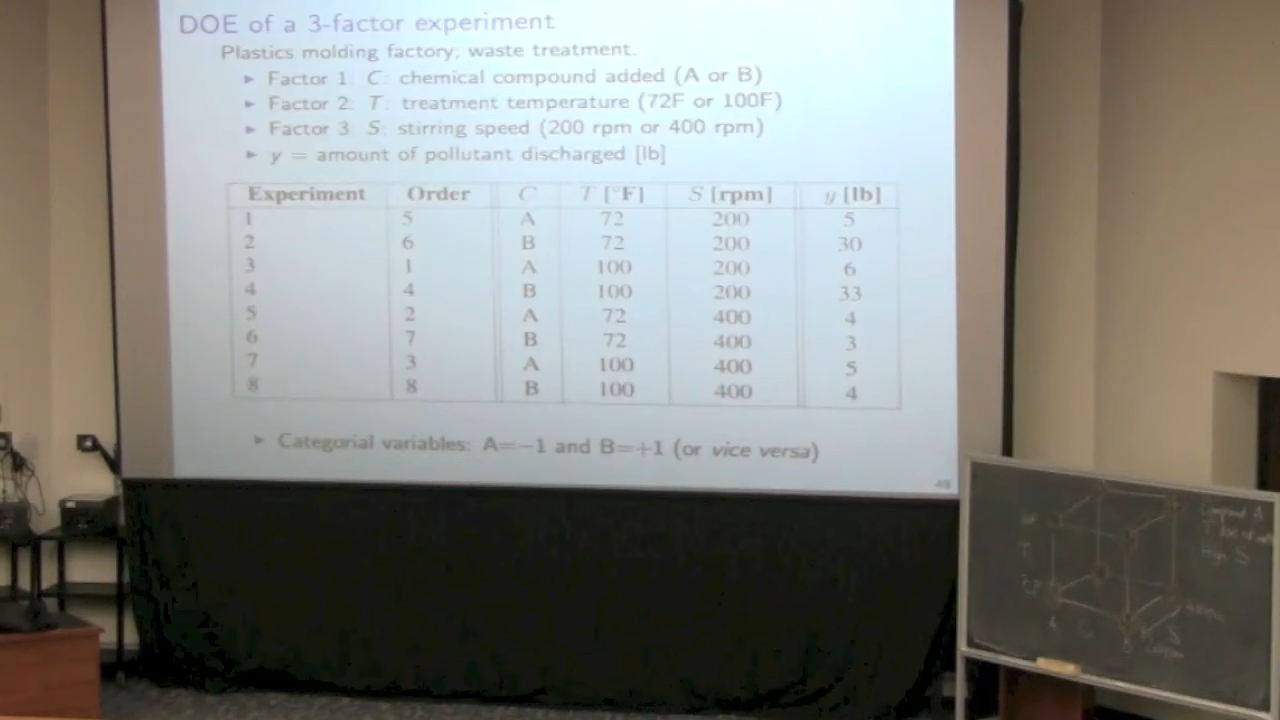 DOE of a 3-factor experiment
Plastics molding factory, waste treatment.
► Factor 1: C: chemical compound added (A or B)
► Factor 2: T: treatment temperature (72F or 100F)
► Factor 3: S: stirring speed (200 rpm or 400 rpm)
► y = amount of pollutant discharged [lb]
Experiment Order C T [°F] S [rpm] y [lb]
1 5 A 72 200 5
2 6 B 72 200 30
3 1 A 100 200 6
4 4 B 100 200 33
5 2 A 72 400 4
6 7 B 72 400 3
7 3 A 100 400 5
8 8 B 100 400 4
► Categorial variables: A=−1 and B=+1 (or vice versa)
Compound A
High S
T
A C S